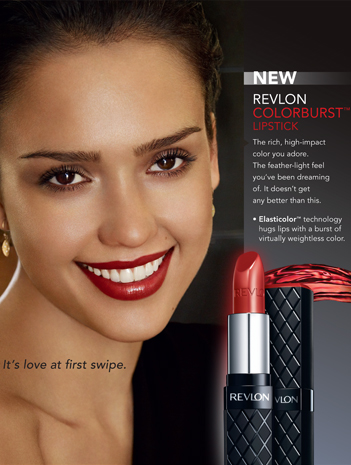 NEW
REVLON
COLORBURST™
LIPSTICK
The rich, high-impact
color you adore.
The feather-light feel
you've been dreaming
of. It doesn't get
any better than this.
• Elasticolor™ technology
hugs lips with a burst of
virtually weightless color.
It's love at first swipe.
REVLON
REVLON
VLON